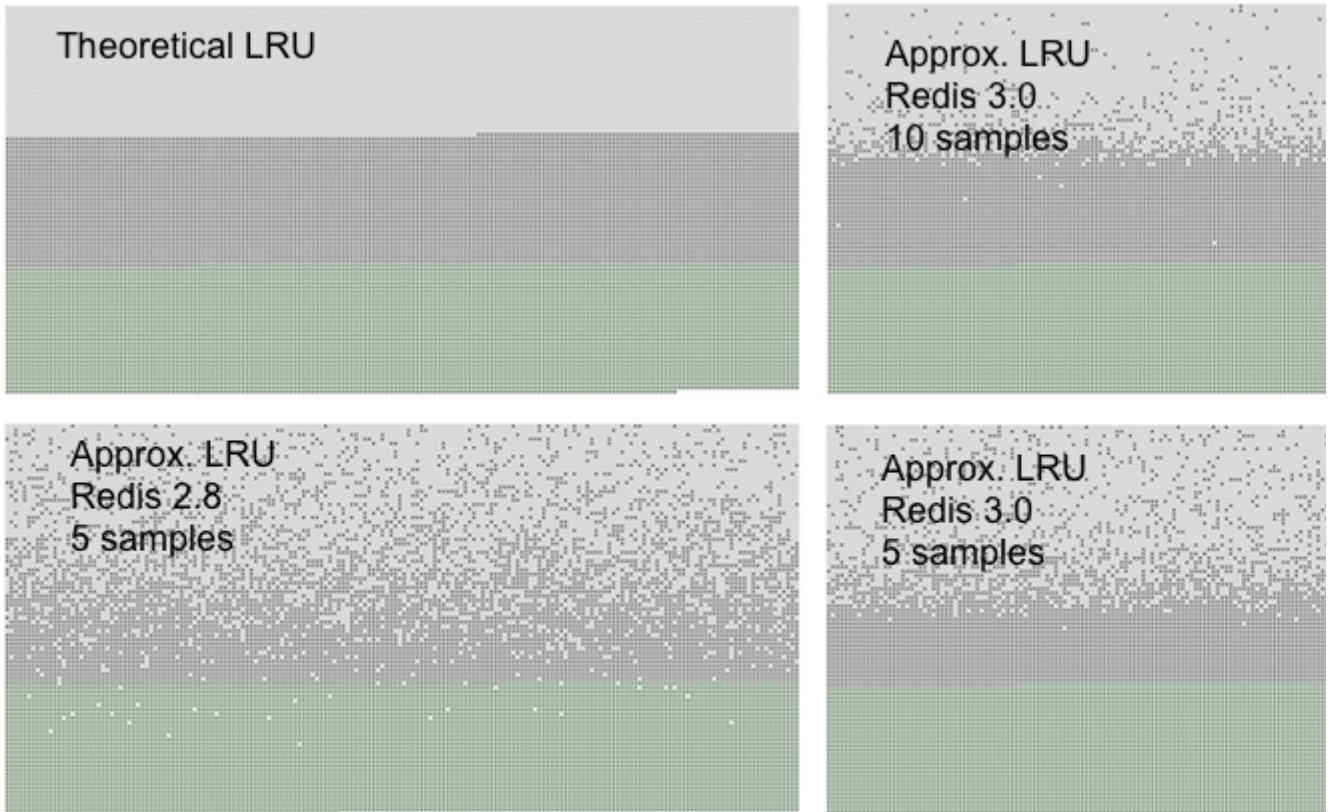 Theoretical LRU
Approx. LRU
Redis 3.0
10 samples
Approx. LRU
Redis 2.8
5 samples
Approx. LRU
Redis 3.0
5 samples